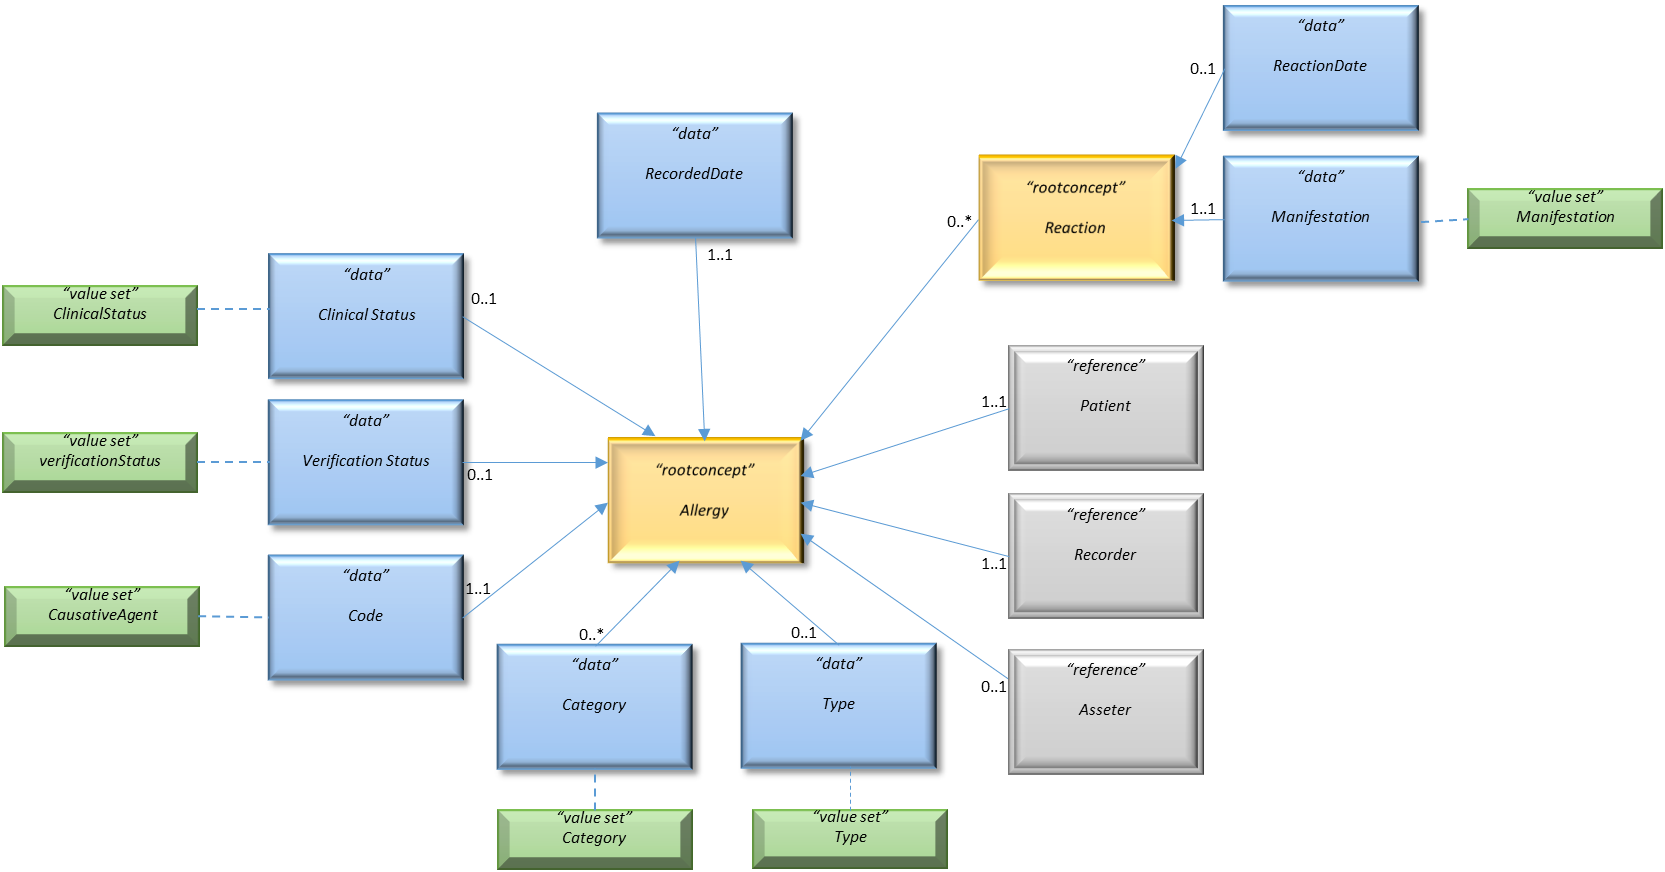 “data”
ReactionDate
0..1
“data”
RecordedDate
1..1
“rootconcept”
Reaction
0..*
“data”
Manifestation
1..1
“value set”
Manifestation
“value set”
ClinicalStatus
“data”
Clinical Status
0..1
“reference”
Patient
1..1
“value set”
verificationStatus
“data”
Verification Status
0..1
“rootconcept”
Allergy
“reference”
Recorder
1..1
“value set”
CausativeAgent
“data”
Code
1..1
“data”
Category
0..*
“data”
Type
0..1
“reference”
Asseter
0..1
“value set”
Category
“value set”
Type